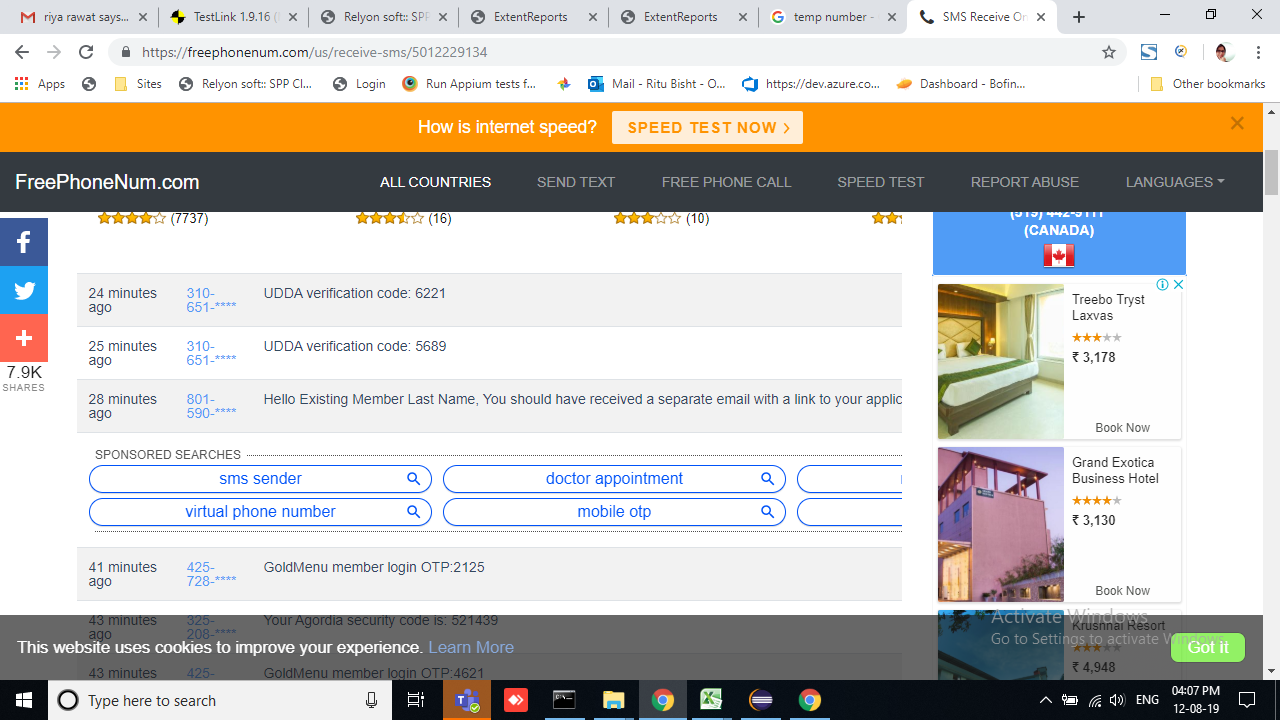 riya rawat says...
TestLink 1.9.16 (
Relyon soft:: SPP
ExtentReports
ExtentReports
temp number -
SMS Receive On
https://freephonenum.com/us/receive-sms/5012229134
Apps
Sites
Relyon soft:: SPP Cl...
Login
Run Appium tests f...
Mail - Ritu Bisht - O...
https://dev.azure.co...
Dashboard - Bofin...
Other bookmarks
How is internet speed?
SPEED TEST NOW >
FreePhoneNum.com
ALL COUNTRIES
SEND TEXT
FREE PHONE CALL
SPEED TEST
REPORT ABUSE
LANGUAGES
(7737)
(16)
(10)
(519) 442-9111
(CANADA)
7.9K
SHARES
24 minutes
ago
310-
651-****
UDDA verification code: 6221
25 minutes
ago
310-
651-****
UDDA verification code: 5689
28 minutes
ago
801-
590-****
Hello Existing Member Last Name, You should have received a separate email with a link to your applic
SPONSORED SEARCHES
sms sender
doctor appointment
virtual phone number
mobile otp
41 minutes
ago
425-
728-****
GoldMenu member login OTP:2125
43 minutes
ago
325-
208-****
Your Agordia security code is: 521439
43 minutes
425-
GoldMenu member login OTP:4621
Treebo Tryst
Laxvas
₹ 3,178
Book Now
Grand Exotica
Business Hotel
₹ 3,130
Book Now
Krushnai Resort
₹ 4,948
Activate Windows
Go to Settings to activate Windows.
This website uses cookies to improve your experience. Learn More
Got it
Type here to search
ENG
04:07 PM
12-08-19